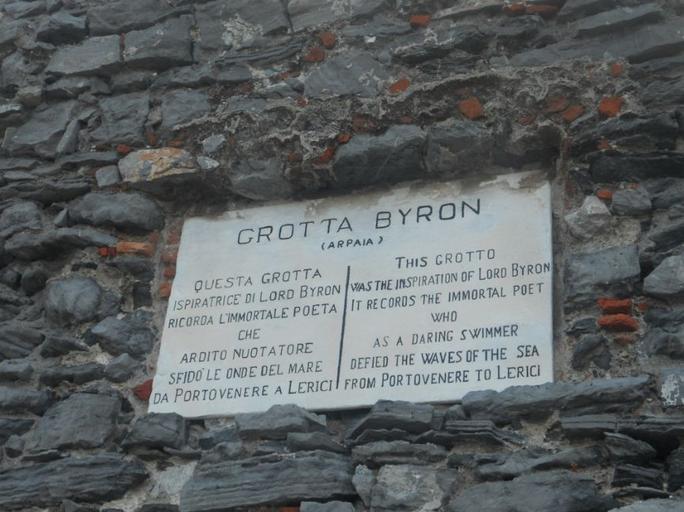 GROTTA BYRON
(ARPAIA)
QUESTA GROTTA
ISPIRATRICE DI LORD BYRON
RICORDA L'IMMORTALE POETA
CHE
ARDITO NUOTATORE
SFIDO' LE ONDE DEL MARE
DA PORTOVENERE A LERICI
THIS GROTTO
WAS THE INSPIRATION OF LORD BYRON
IT RECORDS THE IMMORTAL POET
WHO
AS A DARING SWIMMER
DEFIED THE WAVES OF THE SEA
FROM PORTOVENERE TO LERICI